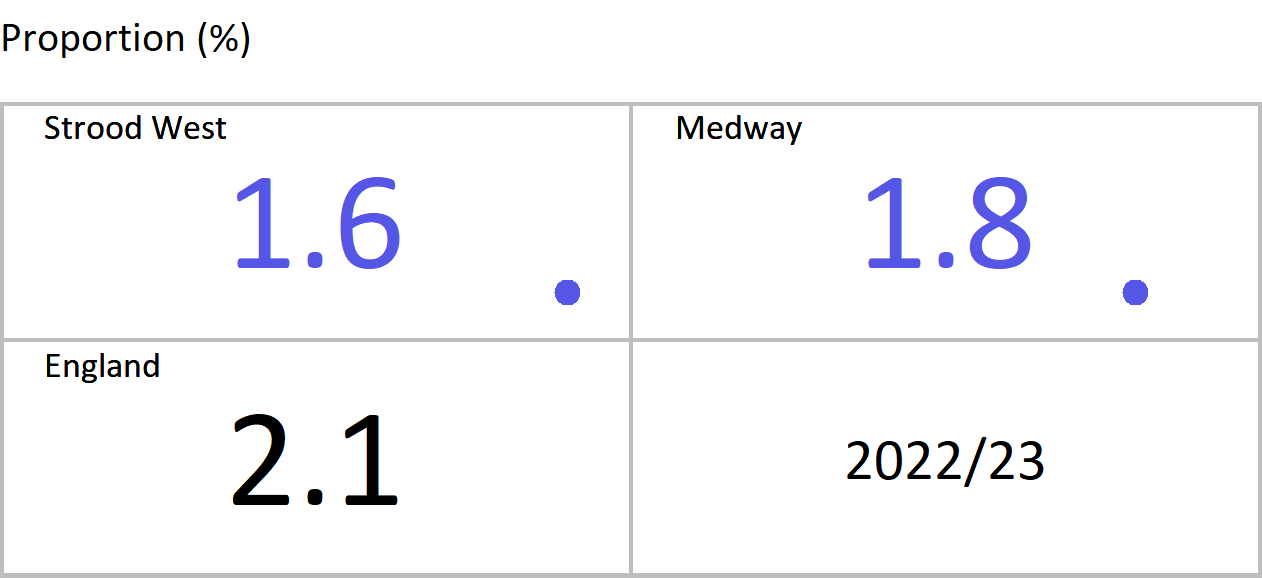 Proportion (%)
Strood West
1.6
Medway
1.8
England
2.1
2022/23